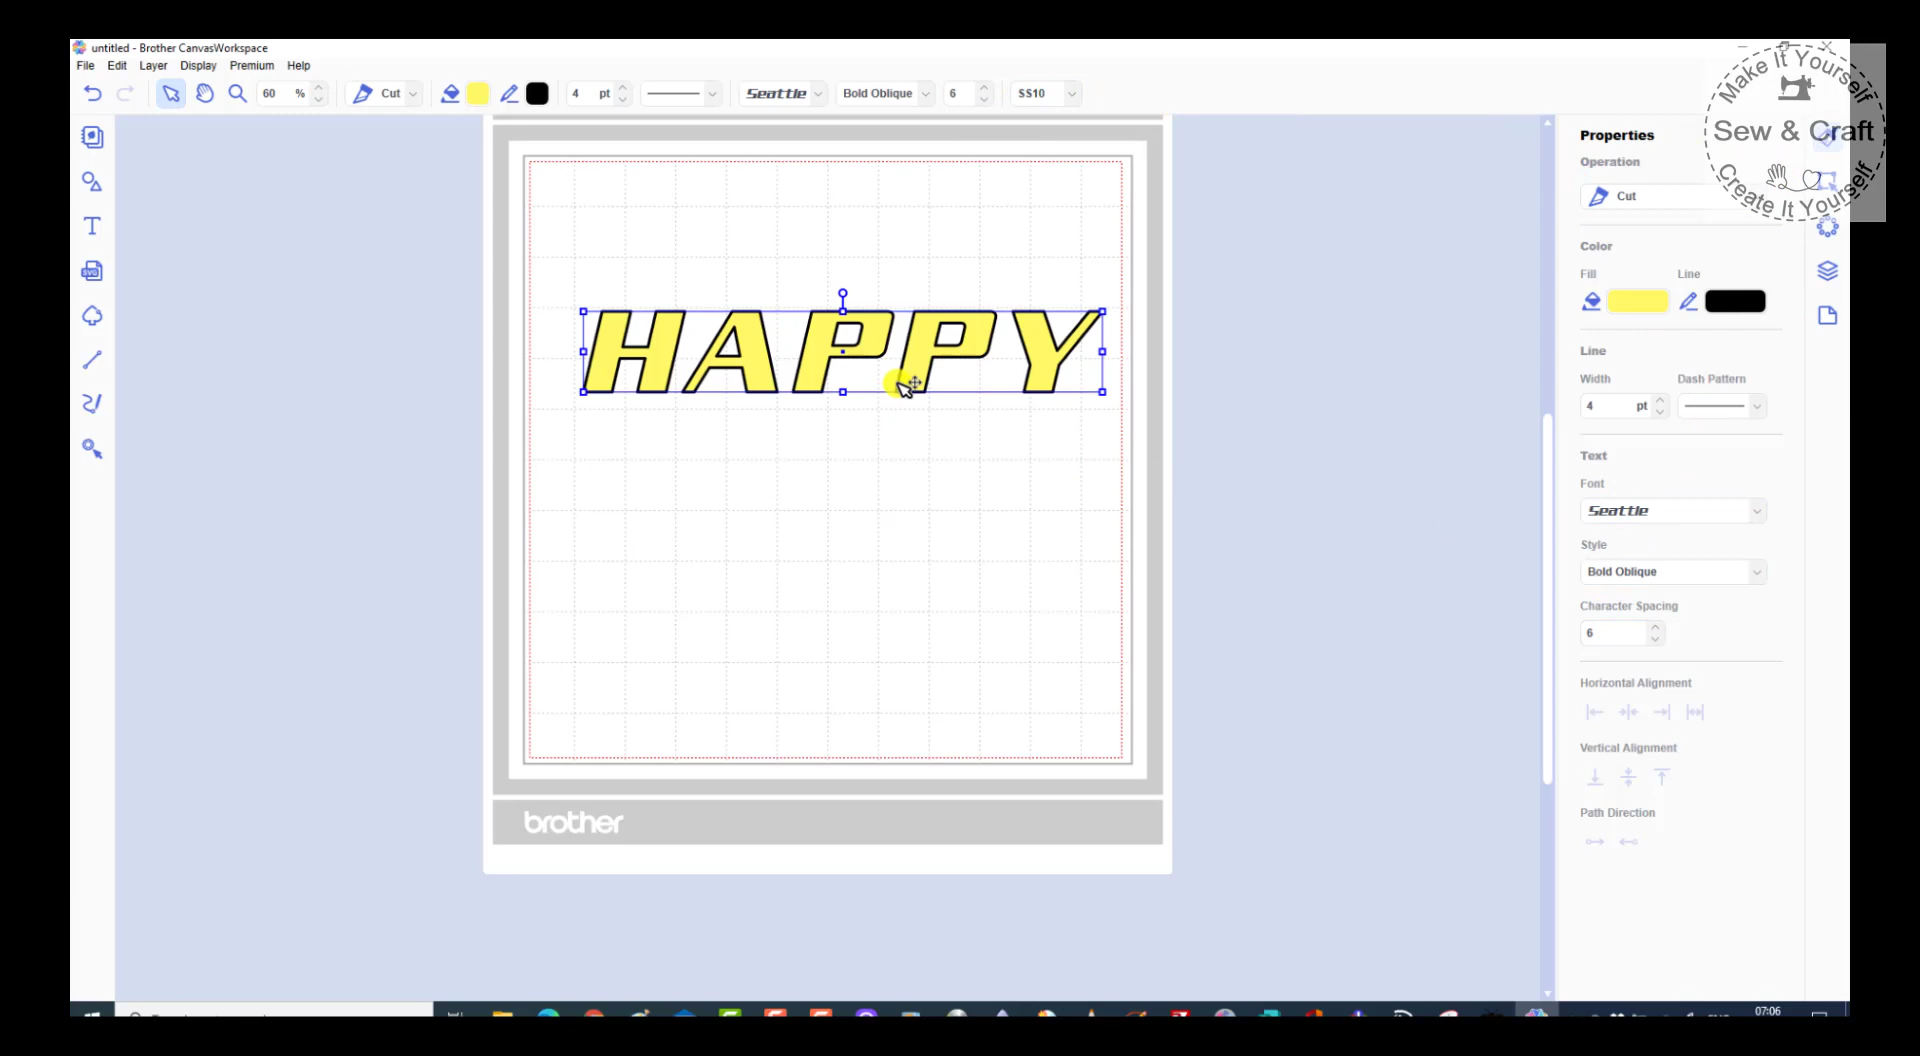 untitled - Brother CanvasWorkspace
File Edit Layer Display Premium Help
60 % Cut 4 pt Seattle Bold Oblique 6 SS10
Make It Yourself
Sew & Craft
Create It Yourself
Properties
Operation
Cut
Color
Fill Line
Line
Width Dash Pattern
4 pt
Text
Font
Seattle
Style
Bold Oblique
Character Spacing
6
Horizontal Alignment
Vertical Alignment
Path Direction
SVG
HAPPY
brother
07:06